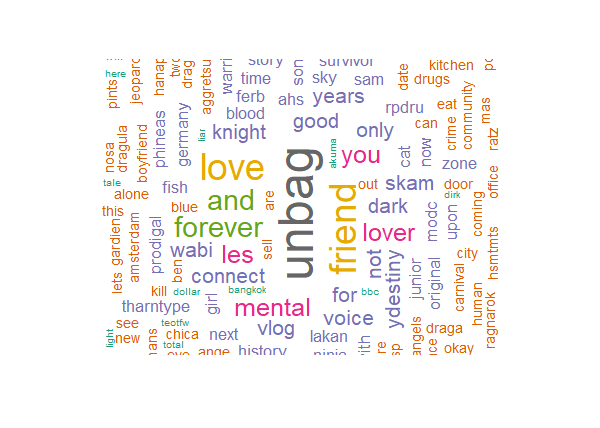 story
survivor
kitchen
here
pints
jeopard
hanap
two
drag
aggretsu
warri
time
son
sky
sam
date
drugs
ferb
ahs
years
rpdru
eat
community
mas
blood
good
only
can
crime
ratz
nosa
dragula
boyfriend
phineas
germany
liar
knight
akuma
you
cat
now
zone
tale
alone
fish
love
unbag
friend
out
skam
door
dirk
office
this
blue
and
are
dark
upon
coming
lets
gardien
amsterdam
prodigal
forever
sell
lover
modc
hsmtmts
wabi
les
not
city
ben
connect
ydestiny
junior
original
carnival
human
kill
dollar
bangkok
for
bbc
tharntype
girl
mental
voice
ragnarok
light
see
teotfw
new
chica
next
vlog
lakan
angels
draga
total
history
okay